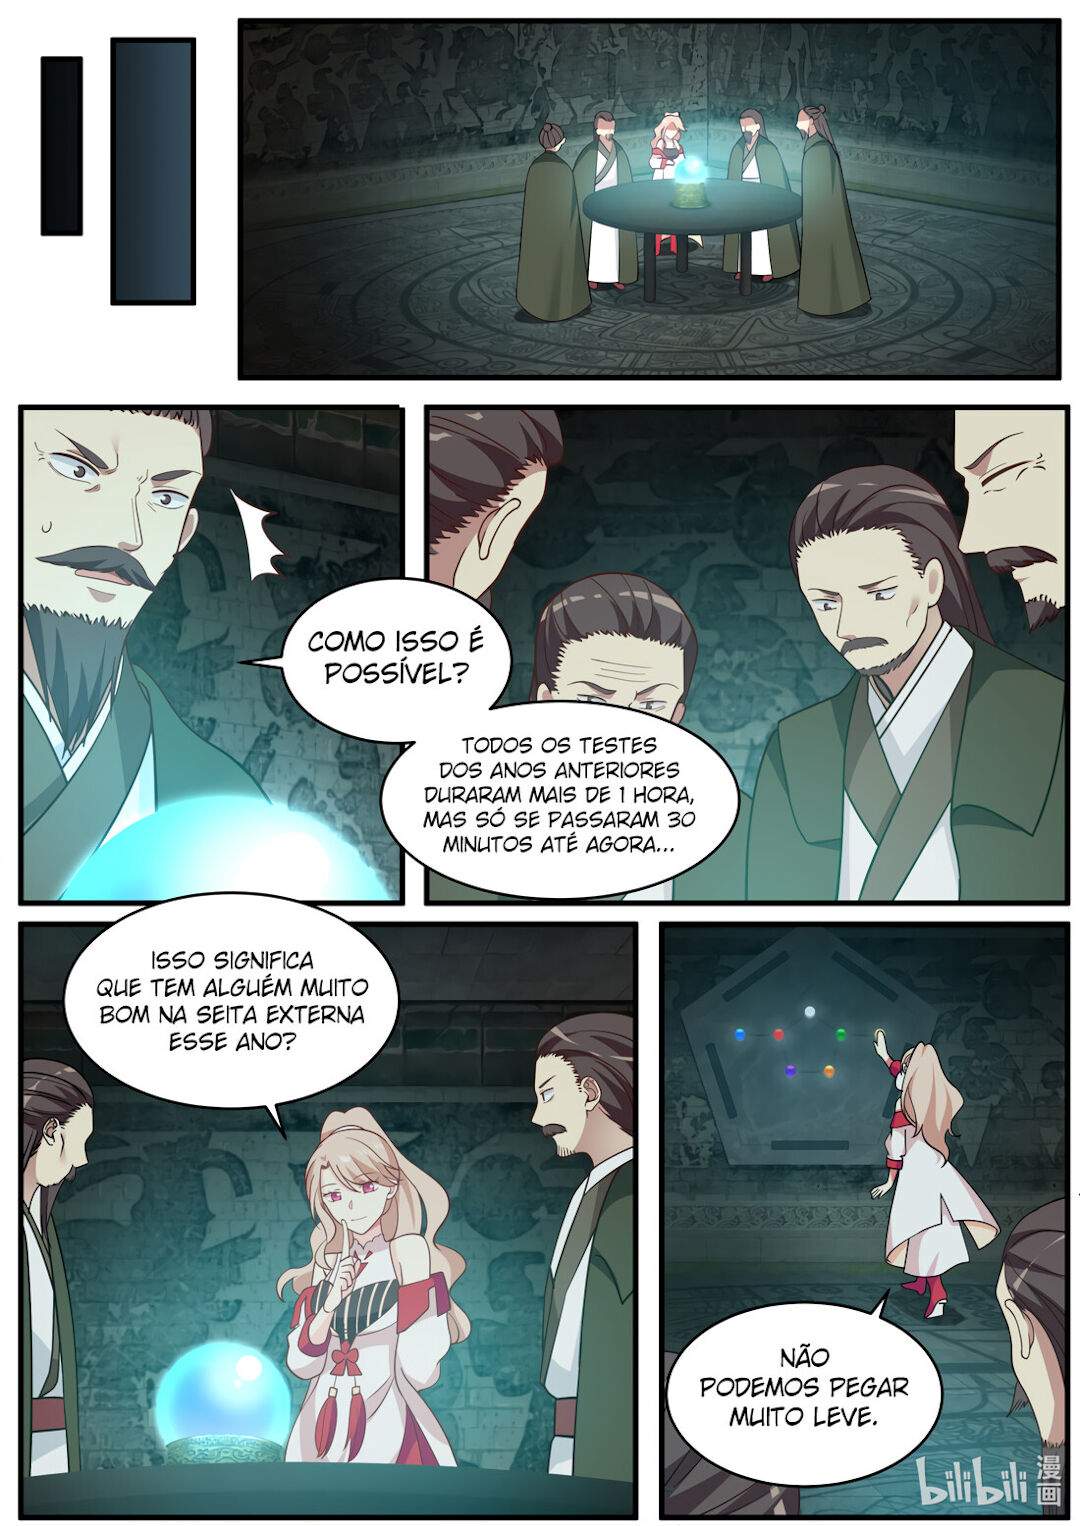 COMO ISSO É
POSSÍVEL?
TODOS OS TESTES
DOS ANOS ANTERIORES
DURARAM MAIS DE 1 HORA,
MAS SÓ SE PASSARAM 30
MINUTOS ATÉ AGORA...
ISSO SIGNIFICA
QUE TEM ALGUÉM MUITO
BOM NA SEITA EXTERNA
ESSE ANO?
NÃO
PODEMOS PEGAR
MUITO LEVE.
bilibili 漫画